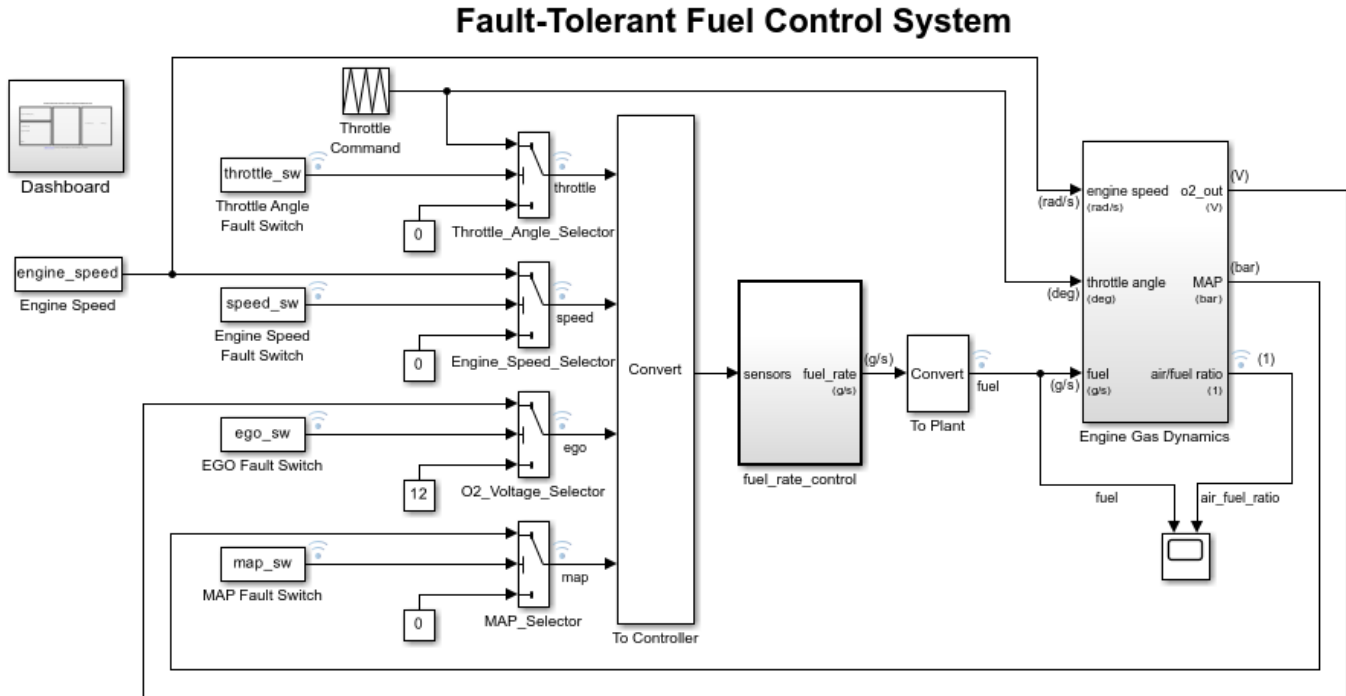 Fault-Tolerant Fuel Control System
Dashboard
Throttle
Command
throttle_sw
Throttle Angle
Fault Switch
0
throttle
Throttle_Angle_Selector
engine_speed
Engine Speed
speed_sw
Engine Speed
Fault Switch
0
speed
Engine_Speed_Selector
ego_sw
EGO Fault Switch
12
ego
O2_Voltage_Selector
map_sw
MAP Fault Switch
0
map
MAP_Selector
Convert
To Controller
sensors
fuel_rate
(g/s)
fuel_rate_control
(g/s)
Convert
To Plant
fuel
(rad/s)
(deg)
(g/s)
engine speed
(rad/s)
throttle angle
(deg)
fuel
(g/s)
o2_out
(V)
MAP
(bar)
air/fuel ratio
(1)
Engine Gas Dynamics
(V)
(bar)
(1)
fuel
air_fuel_ratio